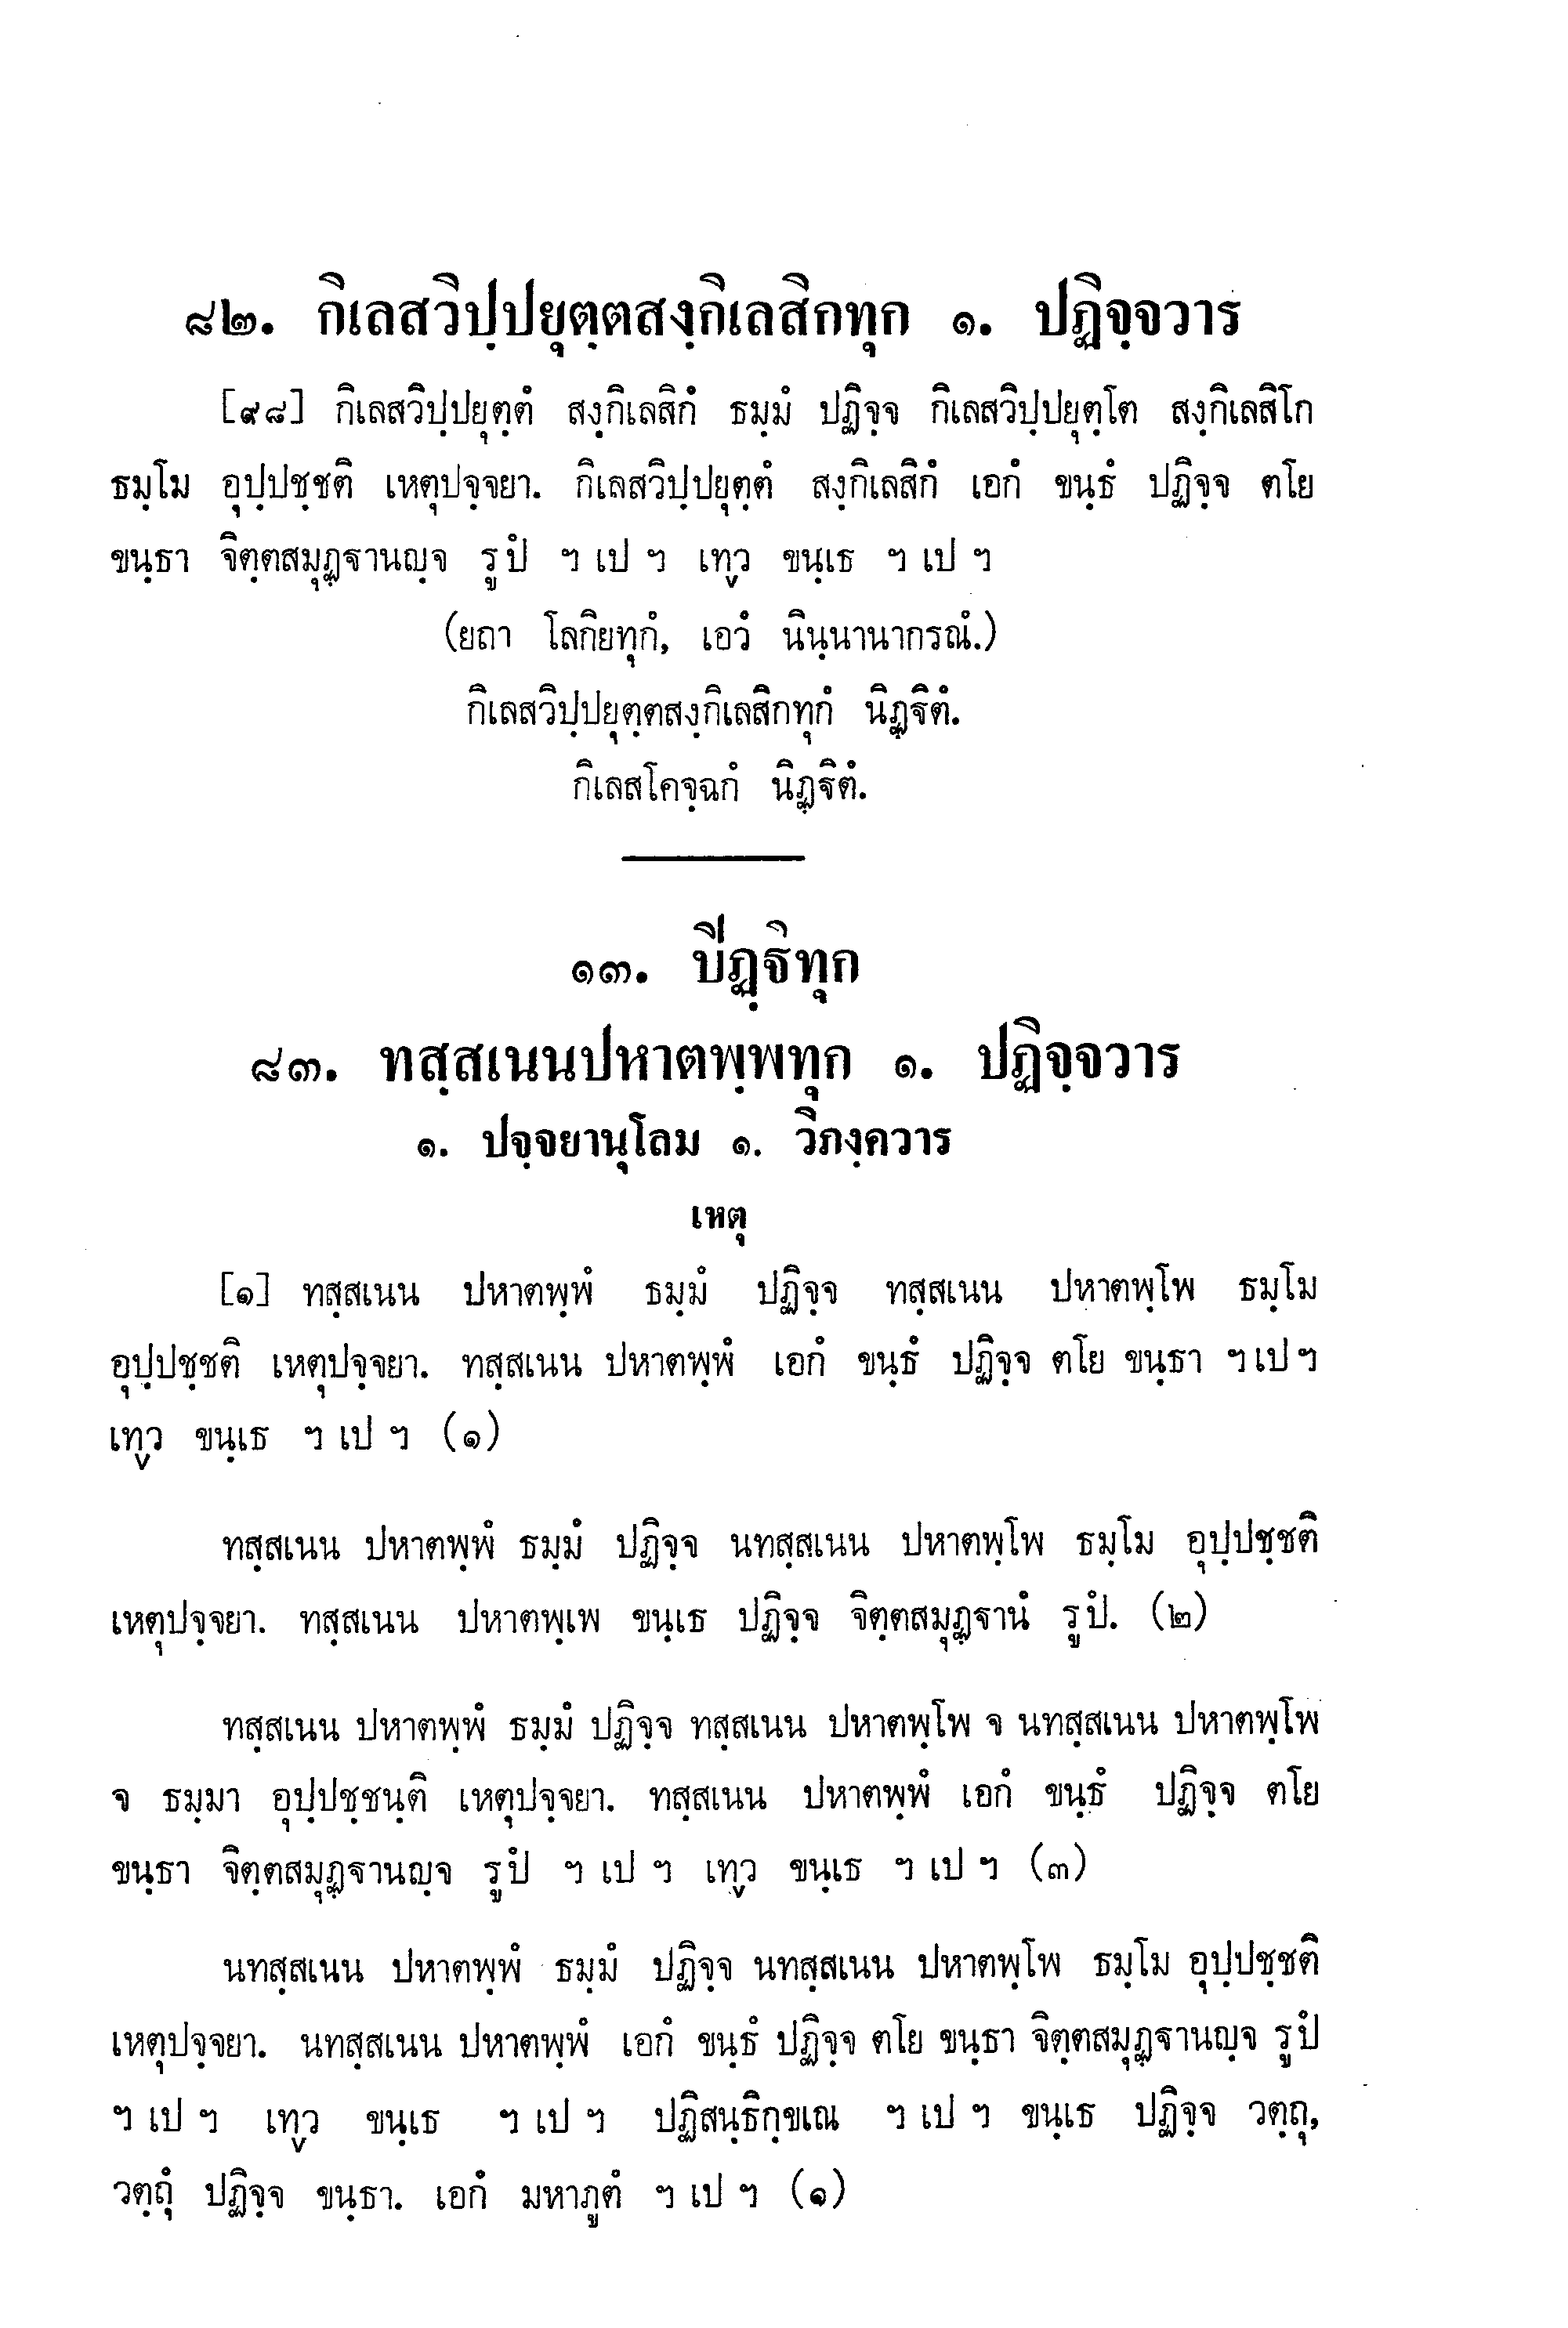 ๘๒. กิเลสวิปฺปยุตฺตสงฺกิเลสิกทุก ๑. ปฏิจฺจวาร
[๙๘] กิเลสวิปฺปยุตฺตํ สงฺกิเลสิกํ ธมฺมํ ปฏิจฺจ กิเลสวิปฺปยุตฺโต สงฺกิเลสิโก
ธมฺโม อุปฺปชฺชติ เหตุปจฺจยา. กิเลสวิปฺปยุตฺตํ สงฺกิเลสิกํ เอกํ ขนฺธํ ปฏิจฺจ ตโย
ขนฺธา จิตฺตสมุฏฺฐานญฺจ รูปํ ฯ เป ฯ เทฺว ขนฺเธ ฯ เป ฯ
(ยถา โลกิยทุกํ, เอวํ นินฺนานากรณํ.)
กิเลสวิปฺปยุตฺตสงฺกิเลสิกทุกํ นิฏฺฐิตํ.
กิเลสโคจฺฉกํ นิฏฺฐิตํ.
๑๓. ปิฏฺฐิทุก
๘๓. ทสฺสเนนปหาตพฺพทุก ๑. ปฏิจฺจวาร
๑. ปจฺจยานุโลม ๑. วิภงฺควาร
เหตุ
[๑] ทสฺสเนน ปหาตพฺพํ ธมฺมํ ปฏิจฺจ ทสฺสเนน ปหาตพฺโพ ธมฺโม
อุปฺปชฺชติ เหตุปจฺจยา. ทสฺสเนน ปหาตพฺพํ เอกํ ขนฺธํ ปฏิจฺจ ตโย ขนฺธา ฯ เป ฯ
เทฺว ขนฺเธ ฯ เป ฯ (๑)
ทสฺสเนน ปหาตพฺพํ ธมฺมํ ปฏิจฺจ นทสฺสเนน ปหาตพฺโพ ธมฺโม อุปฺปชฺชติ
เหตุปจฺจยา. ทสฺสเนน ปหาตพฺเพ ขนฺเธ ปฏิจฺจ จิตฺตสมุฏฺฐานํ รูปํ. (๒)
ทสฺสเนน ปหาตพฺพํ ธมฺมํ ปฏิจฺจ ทสฺสเนน ปหาตพฺโพ จ นทสฺสเนน ปหาตพฺโพ
จ ธมฺมา อุปฺปชฺชนฺติ เหตุปจฺจยา. ทสฺสเนน ปหาตพฺพํ เอกํ ขนฺธํ ปฏิจฺจ ตโย
ขนฺธา จิตฺตสมุฏฺฐานญฺจ รูปํ ฯ เป ฯ เทฺว ขนฺเธ ฯ เป ฯ (๓)
นทสฺสเนน ปหาตพฺพํ ธมฺมํ ปฏิจฺจ นทสฺสเนน ปหาตพฺโพ ธมฺโม อุปฺปชฺชติ
เหตุปจฺจยา. นทสฺสเนน ปหาตพฺพํ เอกํ ขนฺธํ ปฏิจฺจ ตโย ขนฺธา จิตฺตสมุฏฺฐานญฺจ รูปํ
ฯ เป ฯ เทฺว ขนฺเธ ฯ เป ฯ ปฏิสนฺธิกฺขเณ ฯ เป ฯ ขนฺเธ ปฏิจฺจ วตฺถุ,
วตฺถุํ ปฏิจฺจ ขนฺธา. เอกํ มหาภูตํ ฯ เป ฯ (๑)